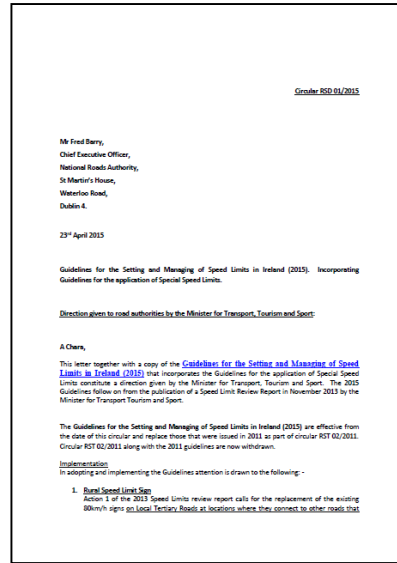 Circular RSD 01/2015
Mr Fred Barry,
Chief Executive Officer,
National Roads Authority,
St Martin's House,
Waterloo Road,
Dublin 4.
23rd April 2015
Guidelines for the Setting and Managing of Speed Limits in Ireland (2015). Incorporating
Guidelines for the application of Special Speed Limits.
Direction given to road authorities by the Minister for Transport, Tourism and Sport:
A Chara,
This letter together with a copy of the Guidelines for the Setting and Managing of Speed
Limits in Ireland (2015) that incorporates the Guidelines for the application of Special Speed
Limits constitute a direction given by the Minister for Transport, Tourism and Sport. The 2015
Guidelines follow on from the publication of a Speed Limit Review Report in November 2013 by the
Minister for Transport Tourism and Sport.
The Guidelines for the Setting and Managing of Speed Limits in Ireland (2015) are effective from
the date of this circular and replace those that were issued in 2011 as part of circular RST 02/2011.
Circular RST 02/2011 along with the 2011 guidelines are now withdrawn.
Implementation
In adopting and implementing the Guidelines attention is drawn to the following: -
1. Rural Speed Limit Sign
Action 1 of the 2013 Speed Limits review report calls for the replacement of the existing
80km/h signs on Local Tertiary Roads at locations where they connect to other roads that